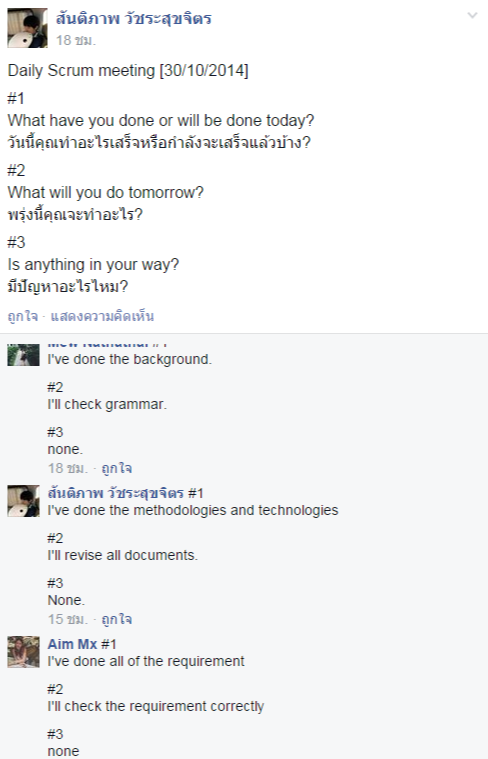 สันติภาพ วัชระสุขจิตร
18 ชม.
Daily Scrum meeting [30/10/2014]
#1
What have you done or will be done today?
วันนี้คุณทำอะไรเสร็จหรือกำลังจะเสร็จแล้วบ้าง?
#2
What will you do tomorrow?
พรุ่งนี้คุณจะทำอะไร?
#3
Is anything in your way?
มีปัญหาอะไรไหม?
ถูกใจ · แสดงความคิดเห็น
#1
I've done the background.
#2
I'll check grammar.
#3
none.
18 ชม. · ถูกใจ
สันติภาพ วัชระสุขจิตร #1
I've done the methodologies and technologies
#2
I'll revise all documents.
#3
None.
15 ชม. · ถูกใจ
Aim Mx #1
I've done all of the requirement
#2
I'll check the requirement correctly
#3
none